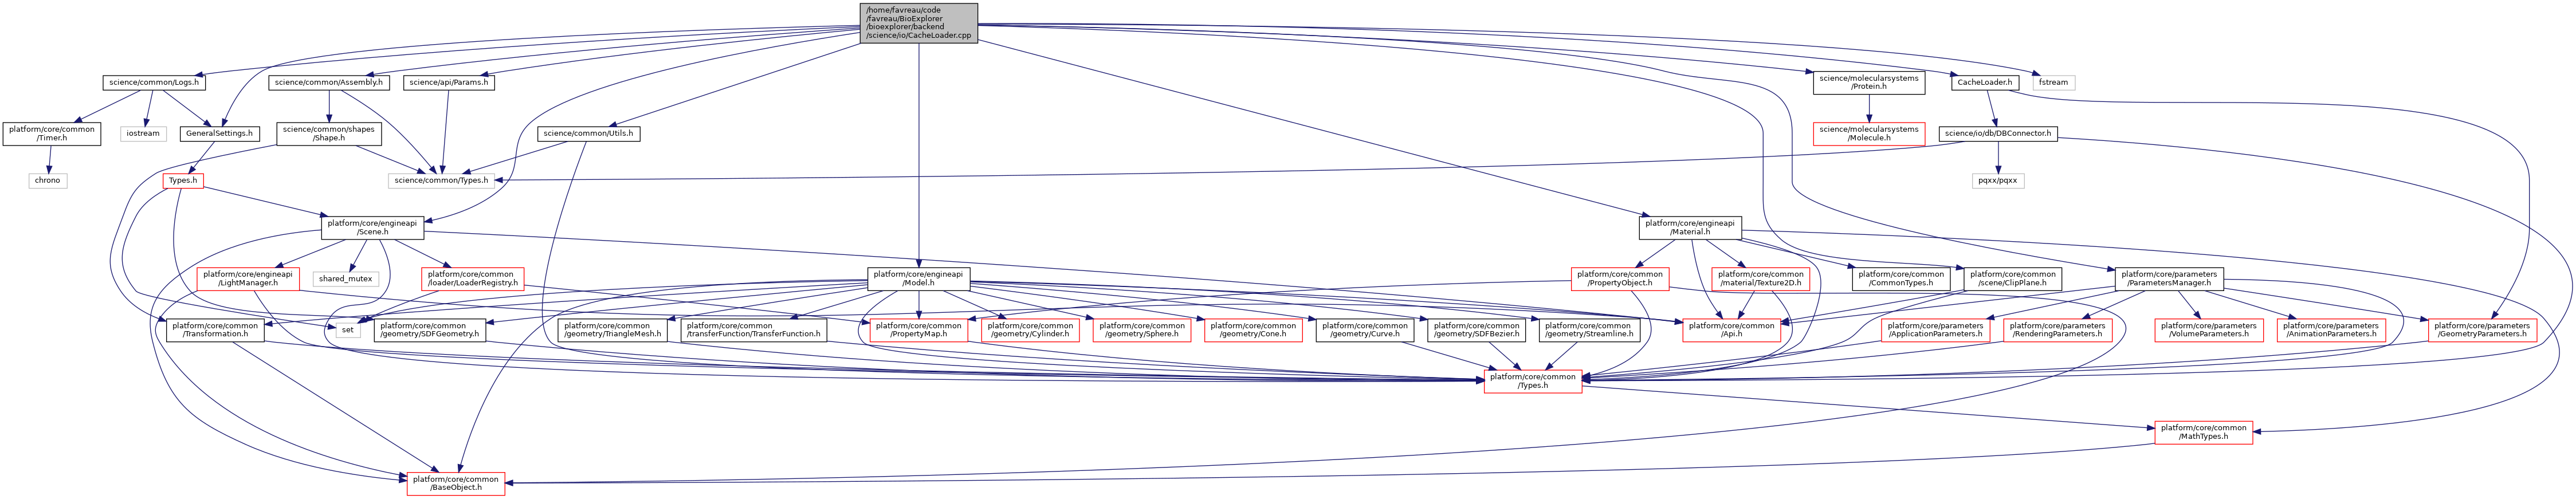 /home/favreau/code
/favreau/BioExplorer
/bioexplorer/backend
/science/io/CacheLoader.cpp
science/common/Logs.h
science/common/Assembly.h
science/api/Params.h
science/molecularsystems
/Protein.h
CacheLoader.h
fstream
platform/core/common
/Timer.h
iostream
GeneralSettings.h
science/common/shapes
/Shape.h
science/common/Utils.h
science/molecularsystems
/Molecule.h
science/io/db/DBConnector.h
chrono
Types.h
science/common/Types.h
pqxx/pqxx
platform/core/engineapi
/Scene.h
platform/core/engineapi
/Material.h
platform/core/engineapi
/LightManager.h
shared_mutex
platform/core/common
/loader/LoaderRegistry.h
platform/core/engineapi
/Model.h
platform/core/common
/PropertyObject.h
platform/core/common
/material/Texture2D.h
platform/core/common
/CommonTypes.h
platform/core/common
/scene/ClipPlane.h
platform/core/parameters
/ParametersManager.h
platform/core/common
/Transformation.h
set
platform/core/common
/geometry/SDFGeometry.h
platform/core/common
/geometry/TriangleMesh.h
platform/core/common
/transferFunction/TransferFunction.h
platform/core/common
/PropertyMap.h
platform/core/common
/geometry/Cylinder.h
platform/core/common
/geometry/Sphere.h
platform/core/common
/geometry/Cone.h
platform/core/common
/geometry/Curve.h
platform/core/common
/geometry/SDFBezier.h
platform/core/common
/geometry/Streamline.h
platform/core/common
/Api.h
platform/core/parameters
/ApplicationParameters.h
platform/core/parameters
/RenderingParameters.h
platform/core/parameters
/VolumeParameters.h
platform/core/parameters
/AnimationParameters.h
platform/core/parameters
/GeometryParameters.h
platform/core/common
/Types.h
platform/core/common
/MathTypes.h
platform/core/common
/BaseObject.h